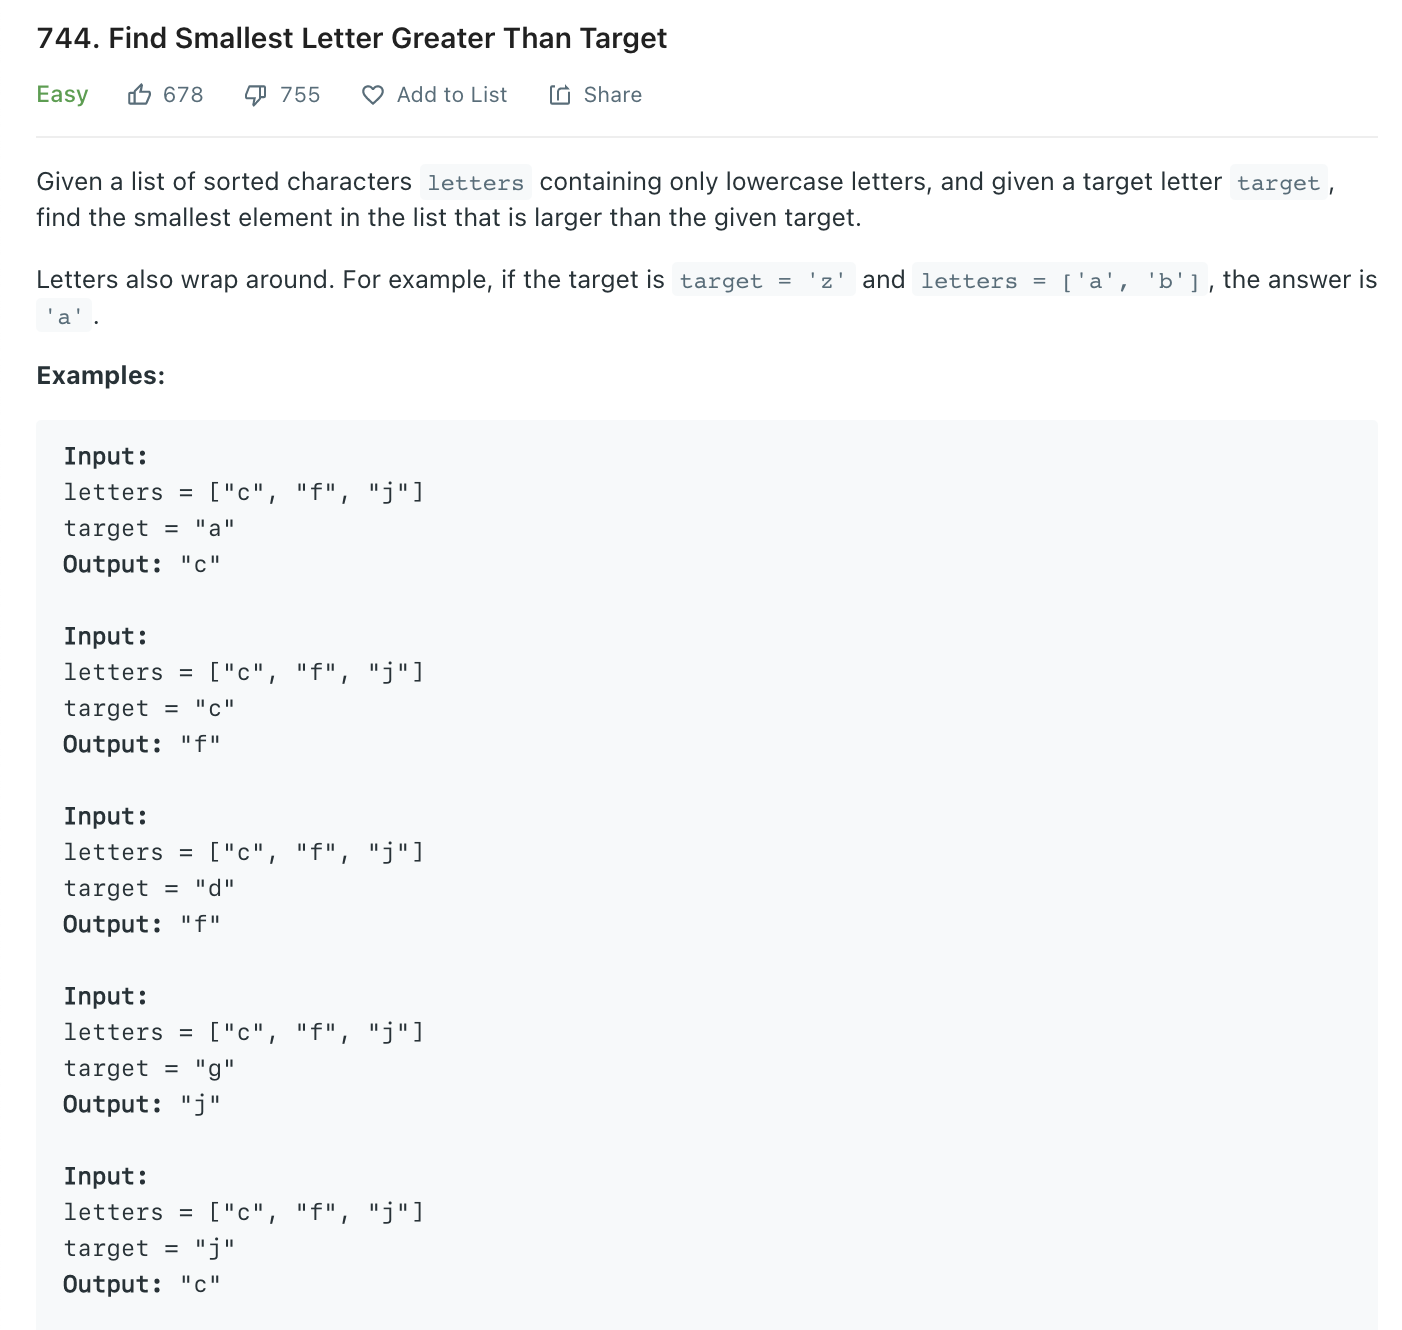 744. Find Smallest Letter Greater Than Target
Easy 678 755 Add to List Share
Given a list of sorted characters letters containing only lowercase letters, and given a target letter target,
find the smallest element in the list that is larger than the given target.
Letters also wrap around. For example, if the target is target = 'z' and letters = ['a', 'b'], the answer is
'a'.
Examples:
Input:
letters = ["c", "f", "j"]
target = "a"
Output: "c"
Input:
letters = ["c", "f", "j"]
target = "c"
Output: "f"
Input:
letters = ["c", "f", "j"]
target = "d"
Output: "f"
Input:
letters = ["c", "f", "j"]
target = "g"
Output: "j"
Input:
letters = ["c", "f", "j"]
target = "j"
Output: "c"